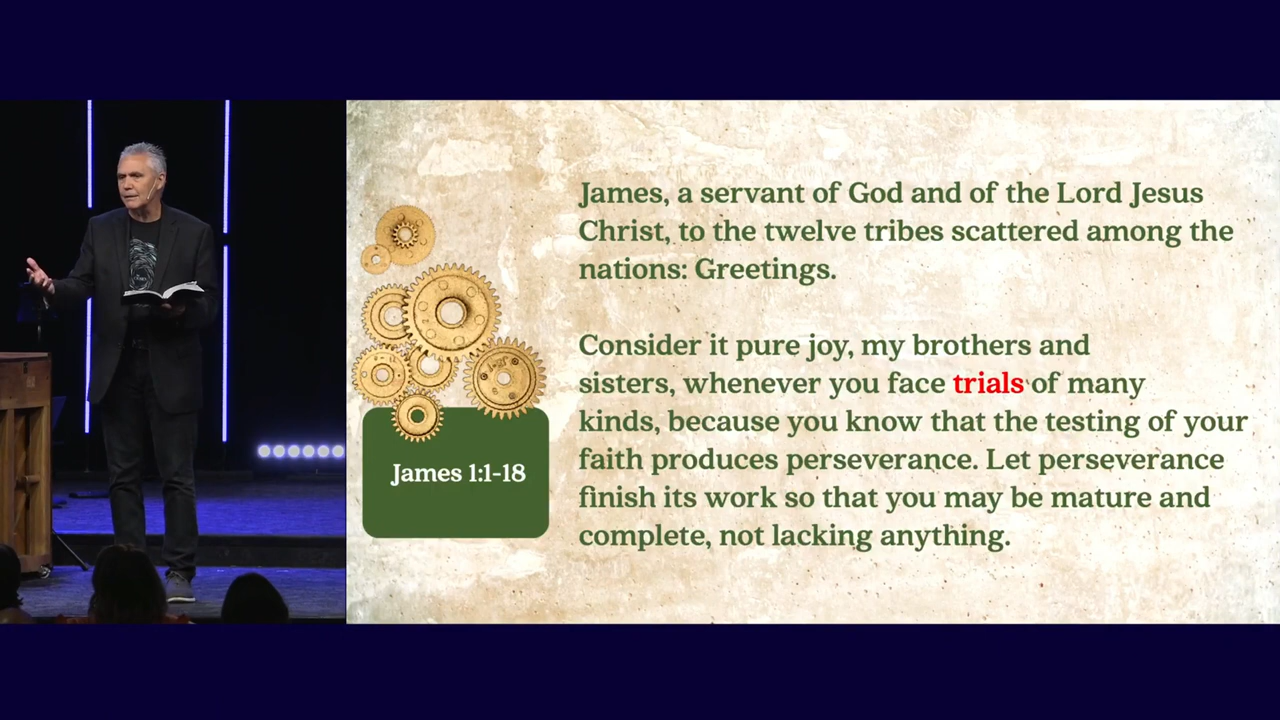 James, a servant of God and of the Lord Jesus
Christ, to the twelve tribes scattered among the
nations: Greetings.
Consider it pure joy, my brothers and
sisters, whenever you face trials of many
kinds, because you know that the testing of your
faith produces perseverance. Let perseverance
finish its work so that you may be mature and
complete, not lacking anything.
James 1:1-18